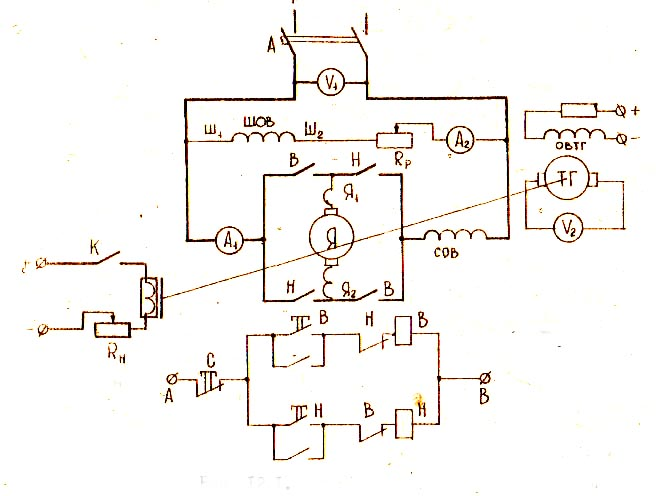 А
V₁
Ш₁ ШОВ Ш₂
Rр
А₂
+
-
ОВТГ
ТГ
V₂
В Н
Я₁
Я
А₁
СОВ
Н Я₂ В
К
+
-
Rн
В Н В
С
А
В
Н В Н